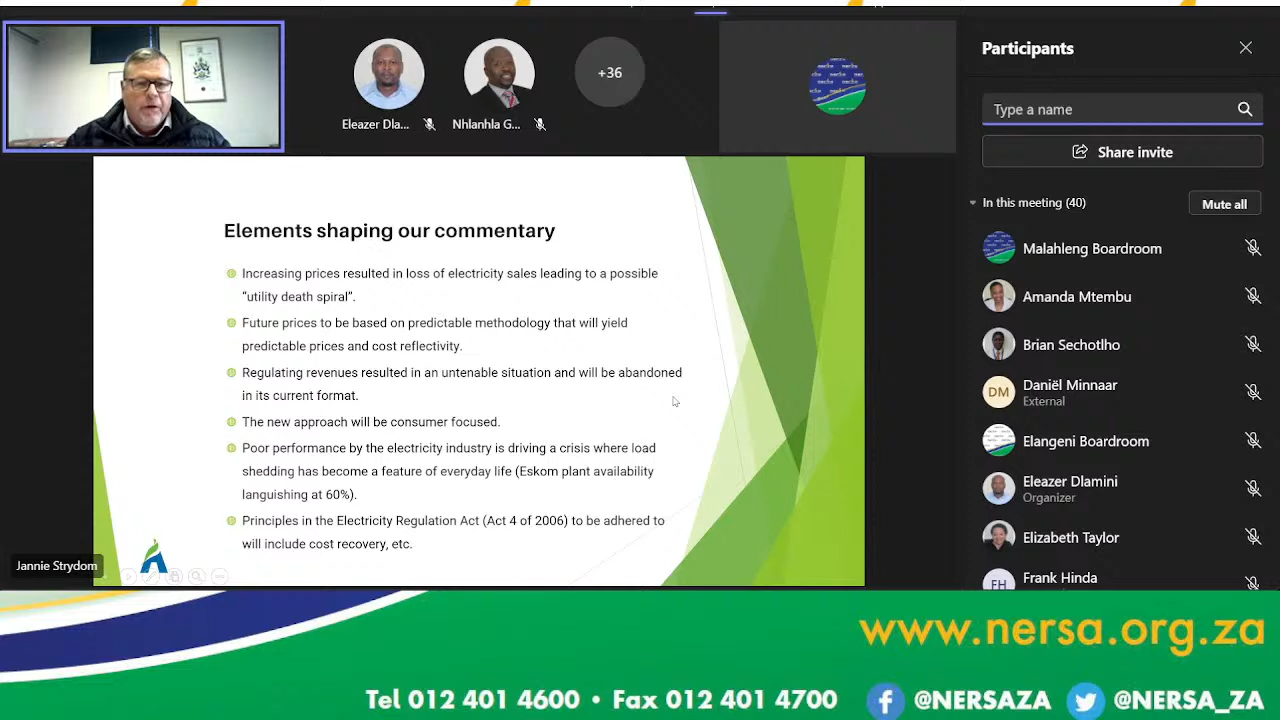 Eleazer Dla...
Nhlanhla G...
+36
Elements shaping our commentary
Increasing prices resulted in loss of electricity sales leading to a possible
“utility death spiral”.
Future prices to be based on predictable methodology that will yield
predictable prices and cost reflectivity.
Regulating revenues resulted in an untenable situation and will be abandoned
in its current format.
The new approach will be consumer focused.
Poor performance by the electricity industry is driving a crisis where load
shedding has become a feature of everyday life (Eskom plant availability
languishing at 60%).
Principles in the Electricity Regulation Act (Act 4 of 2006) to be adhered to
will include cost recovery, etc.
Jannie Strydom
Participants
Type a name
Share invite
In this meeting (40)
Mute all
Malahleng Boardroom
Amanda Mtembu
Brian Sechotlho
DM
Daniël Minnaar
External
Elangeni Boardroom
Eleazer Dlamini
Organizer
Elizabeth Taylor
FH
Frank Hinda
www.nersa.org.za
Tel 012 401 4600 • Fax 012 401 4700
@NERSAZA
@NERSA_ZA